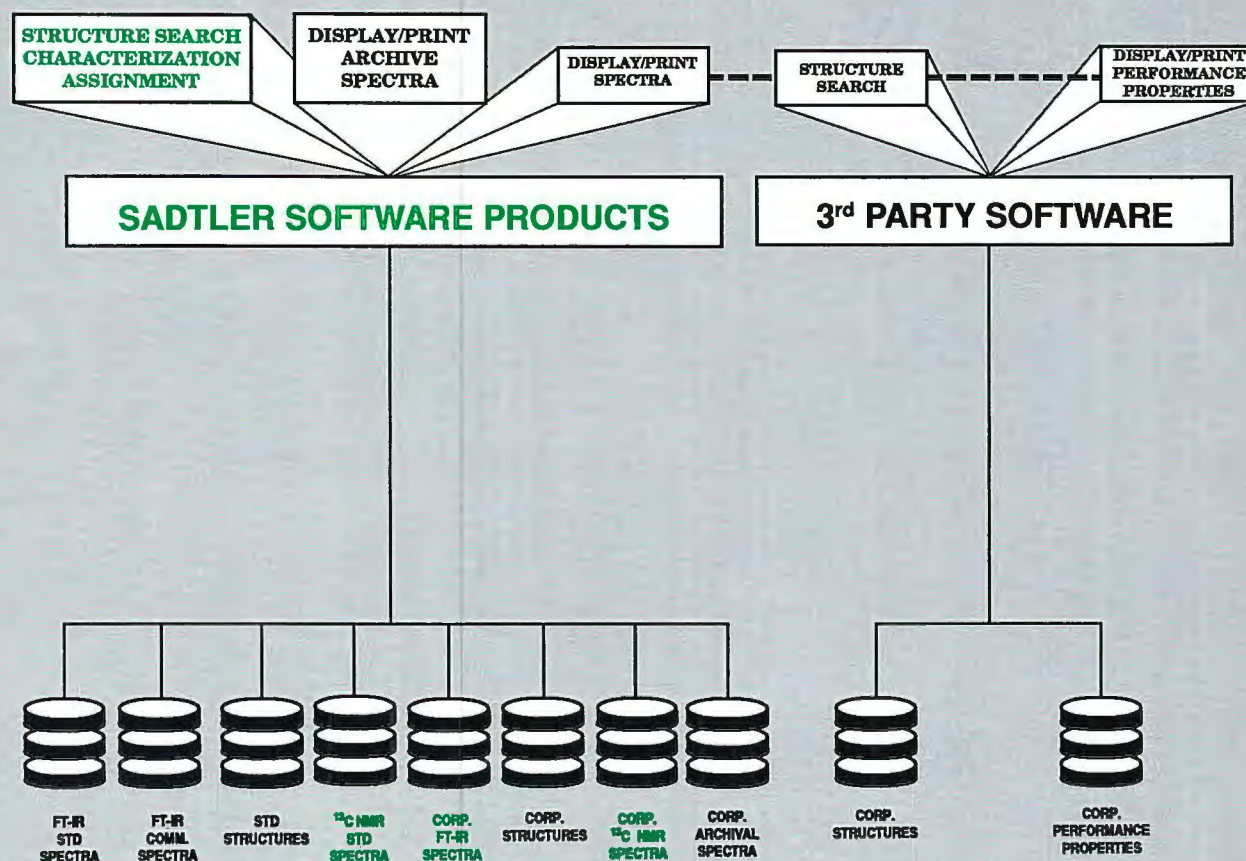 STRUCTURE SEARCH
CHARACTERIZATION
ASSIGNMENT
DISPLAY/PRINT
ARCHIVE
SPECTRA
DISPLAY/PRINT
SPECTRA
STRUCTURE
SEARCH
DISPLAY/PRINT
PERFORMANCE
PROPERTIES
SADTLER SOFTWARE PRODUCTS
3rd PARTY SOFTWARE
FT-IR
STD
SPECTRA
FT-IR
COMM.
SPECTRA
STD
STRUCTURES
¹³C NMR
STD
SPECTRA
CORP.
FT-IR
SPECTRA
CORP.
STRUCTURES
CORP.
¹³C NMR
SPECTRA
CORP.
ARCHIVAL
SPECTRA
CORP.
STRUCTURES
CORP.
PERFORMANCE
PROPERTIES